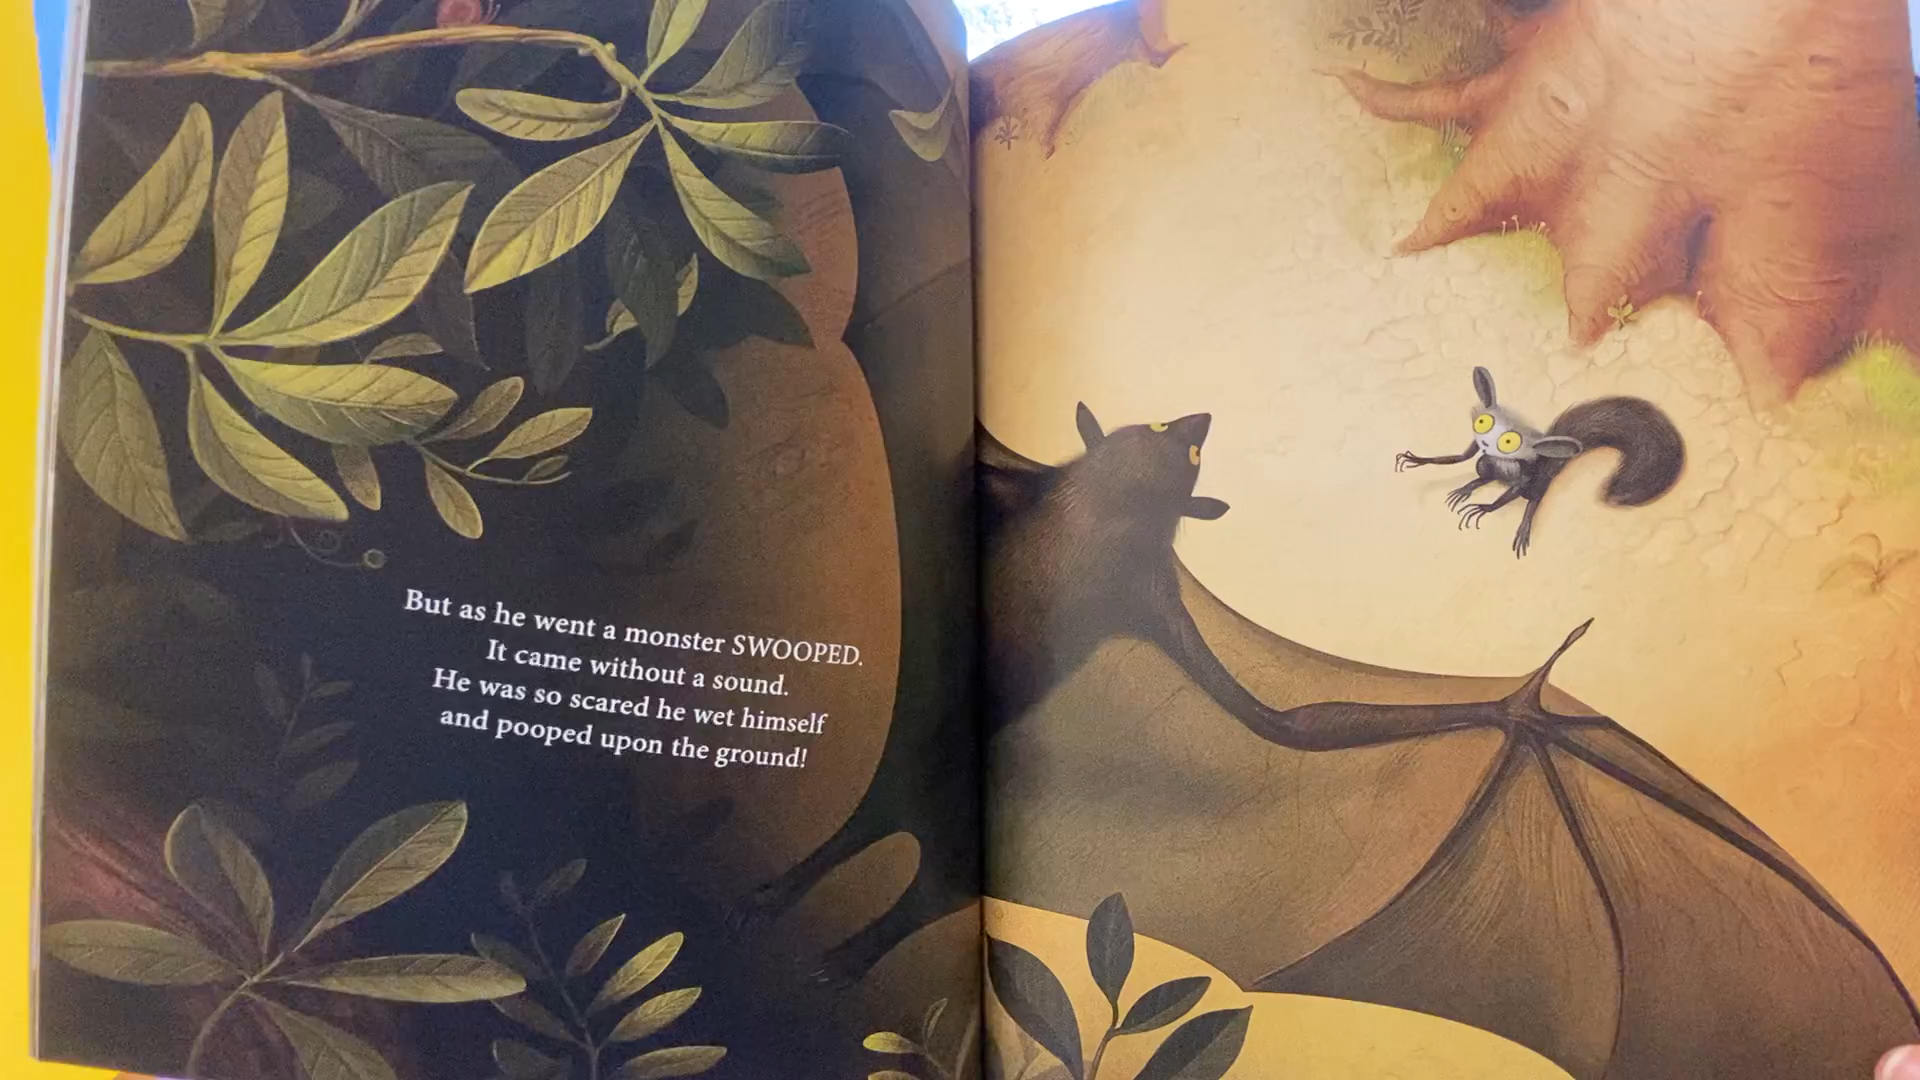 But as he went a monster SWOOPED.
It came without a sound.
He was so scared he wet himself
and pooped upon the ground!